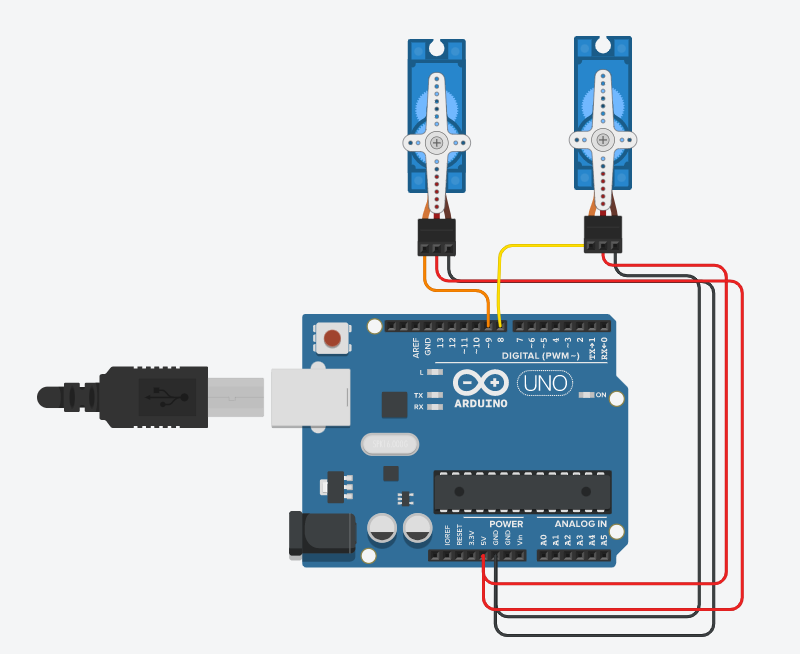 AREF
GND
13
12
~11
~10
~9
8
7
~6
~5
4
~3
2
TX→1
RX←0
DIGITAL (PWM~)
L
TX
RX
ARDUINO
UNO
ON
POWER
ANALOG IN
IOREF
RESET
3.3V
5V
GND
GND
Vin
A0
A1
A2
A3
A4
A5